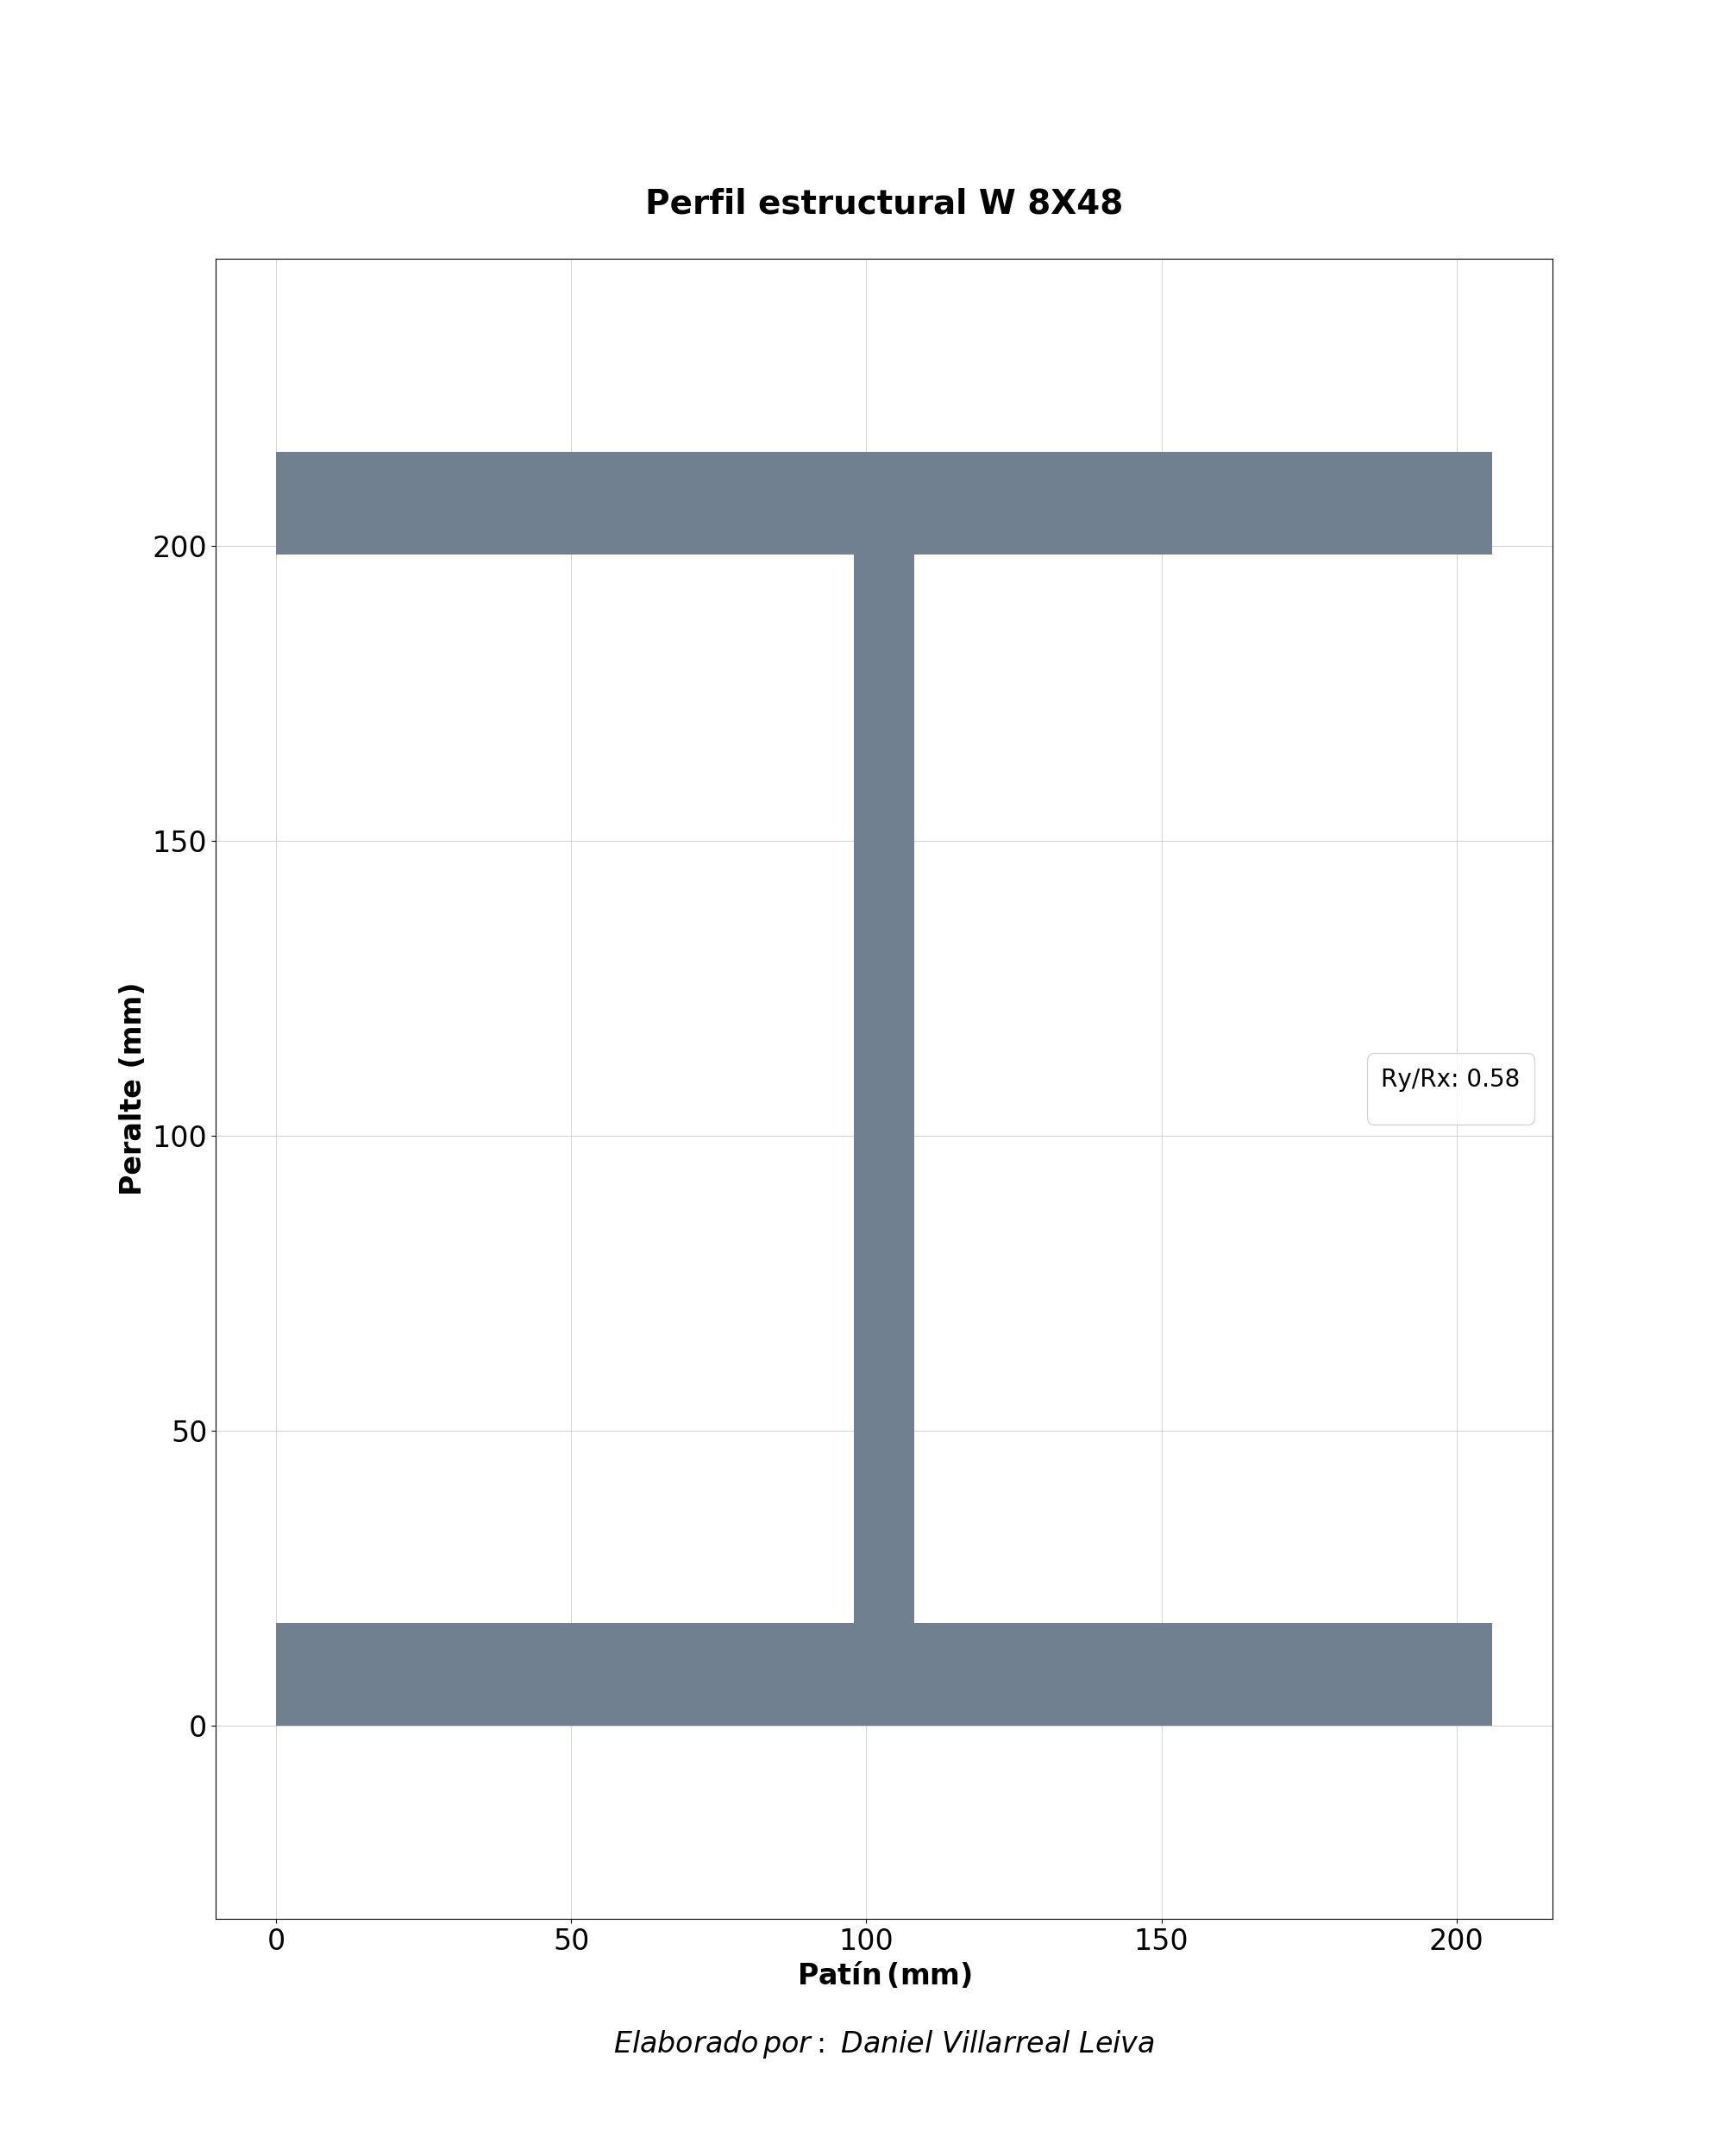 Perfil estructural W 8X48
Peralte (mm)
200
150
100
50
0
Ry/Rx: 0.58
0 50 100 150 200
Patín (mm)
Elaborado por: Daniel Villarreal Leiva